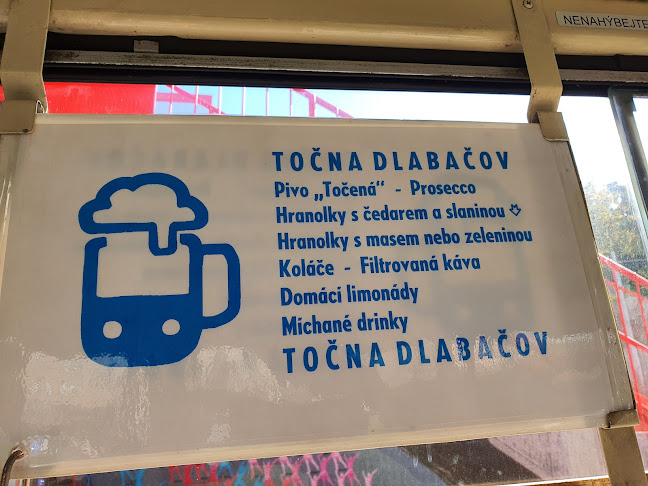 NENAHÝBEJTE
TOČNA DLABAČOV
Pivo „Točená" - Prosecco
Hranolky s čedarem a slaninou
Hranolky s masem nebo zeleninou
Koláče - Filtrovaná káva
Domácí limonády
Míchané drinky
TOČNA DLABAČOV